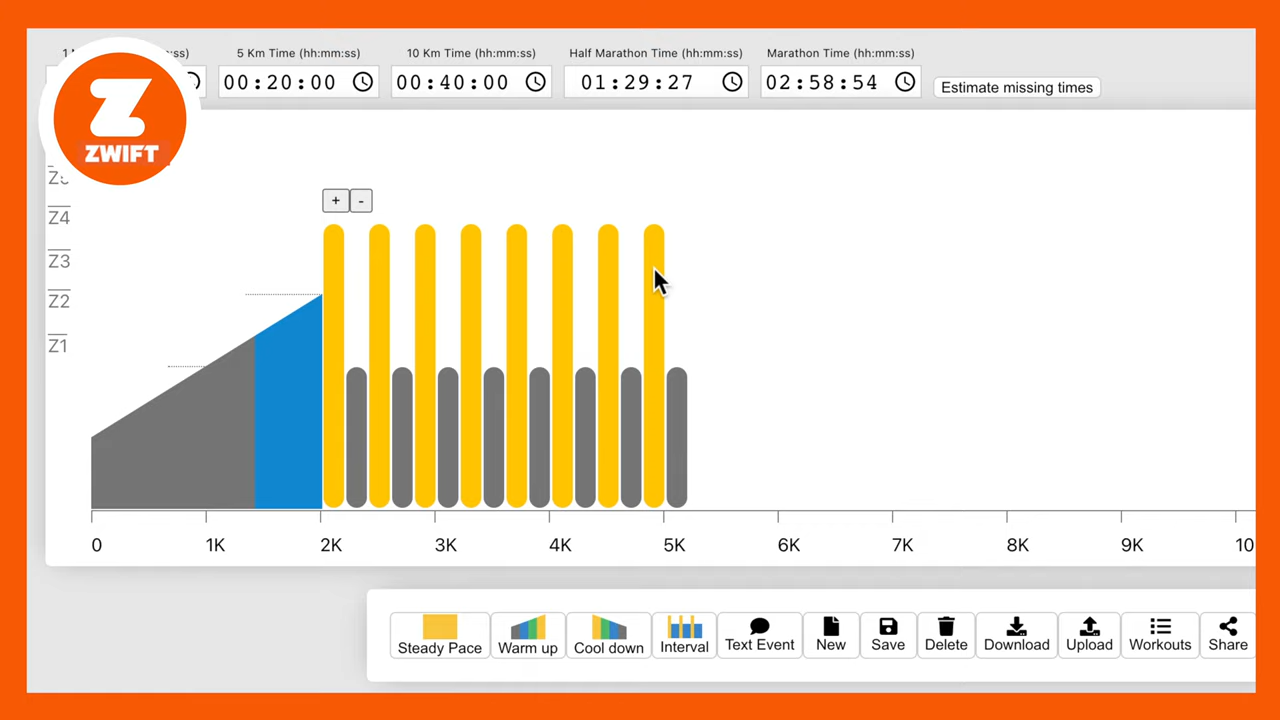 5 Km Time (hh:mm:ss)
10 Km Time (hh:mm:ss)
Half Marathon Time (hh:mm:ss)
Marathon Time (hh:mm:ss)
00:20:00
00:40:00
01:29:27
02:58:54
Estimate missing times
ZWIFT
Z4
Z3
Z2
Z1
+ -
0 1K 2K 3K 4K 5K 6K 7K 8K 9K 10
Steady Pace
Warm up
Cool down
Interval
Text Event
New
Save
Delete
Download
Upload
Workouts
Share